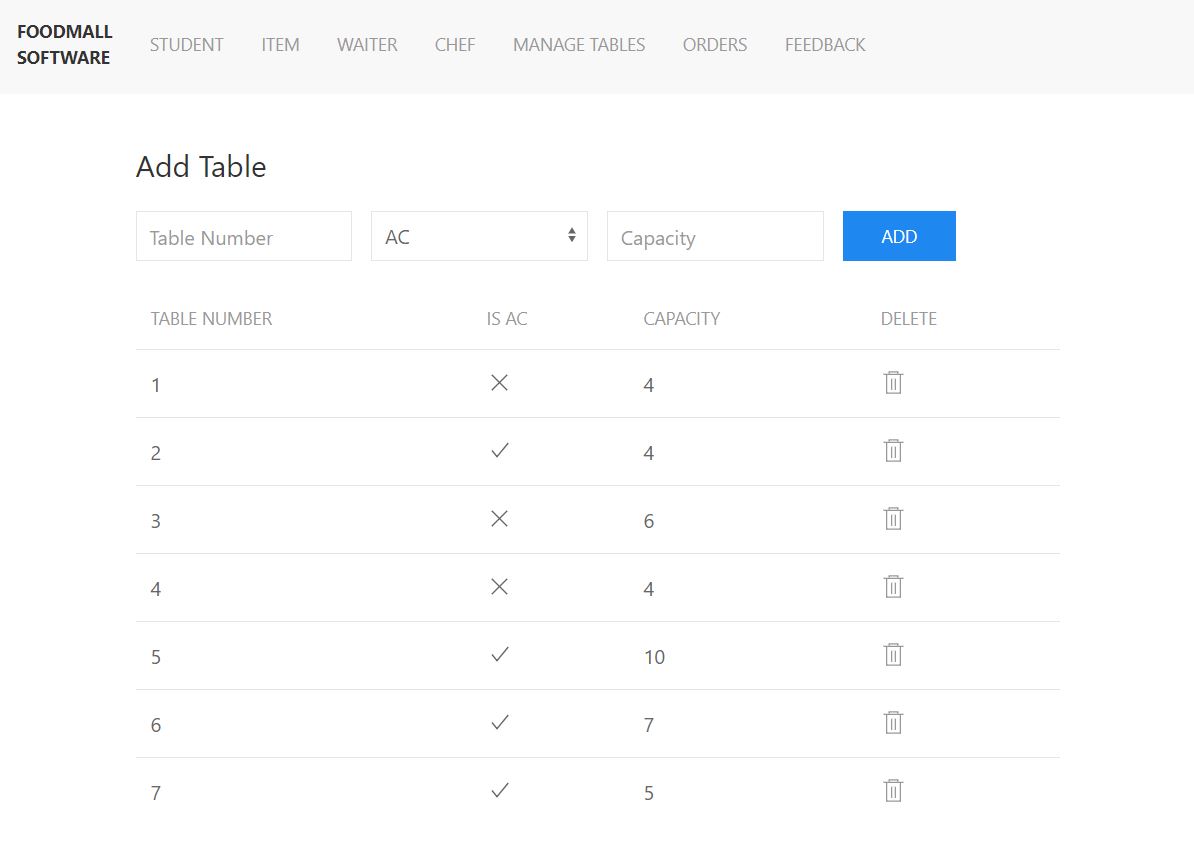 FOODMALL
SOFTWARE
STUDENT ITEM WAITER CHEF MANAGE TABLES ORDERS FEEDBACK
Add Table
Table Number AC Capacity ADD
TABLE NUMBER IS AC CAPACITY DELETE
1 4
2 4
3 6
4 4
5 10
6 7
7 5